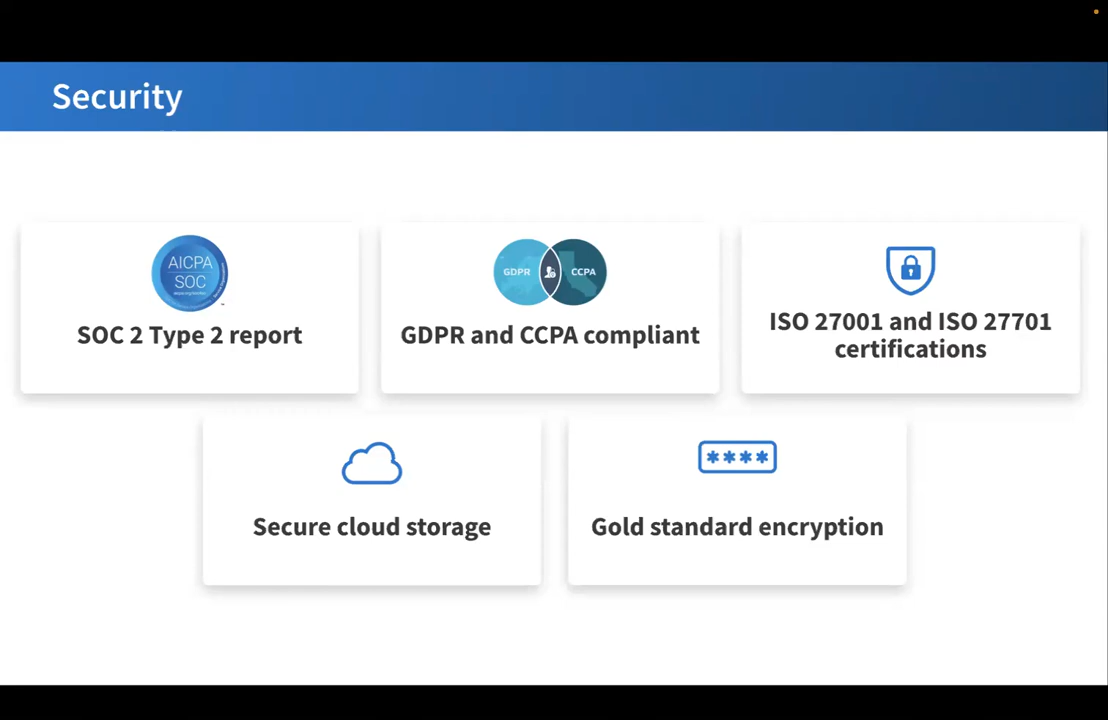 Security
AICPA
SOC
SOC 2 Type 2 report
GDPR
CCPA
GDPR and CCPA compliant
ISO 27001 and ISO 27701
certifications
****
Secure cloud storage
Gold standard encryption